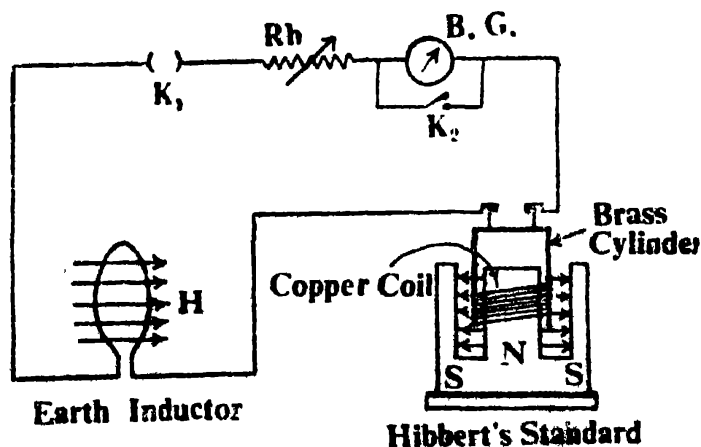 Rh
B. G.
K₁
K₂
Brass
Cylinder
Copper Coil
H
N
S
S
Earth Inductor
Hibbert's Standard